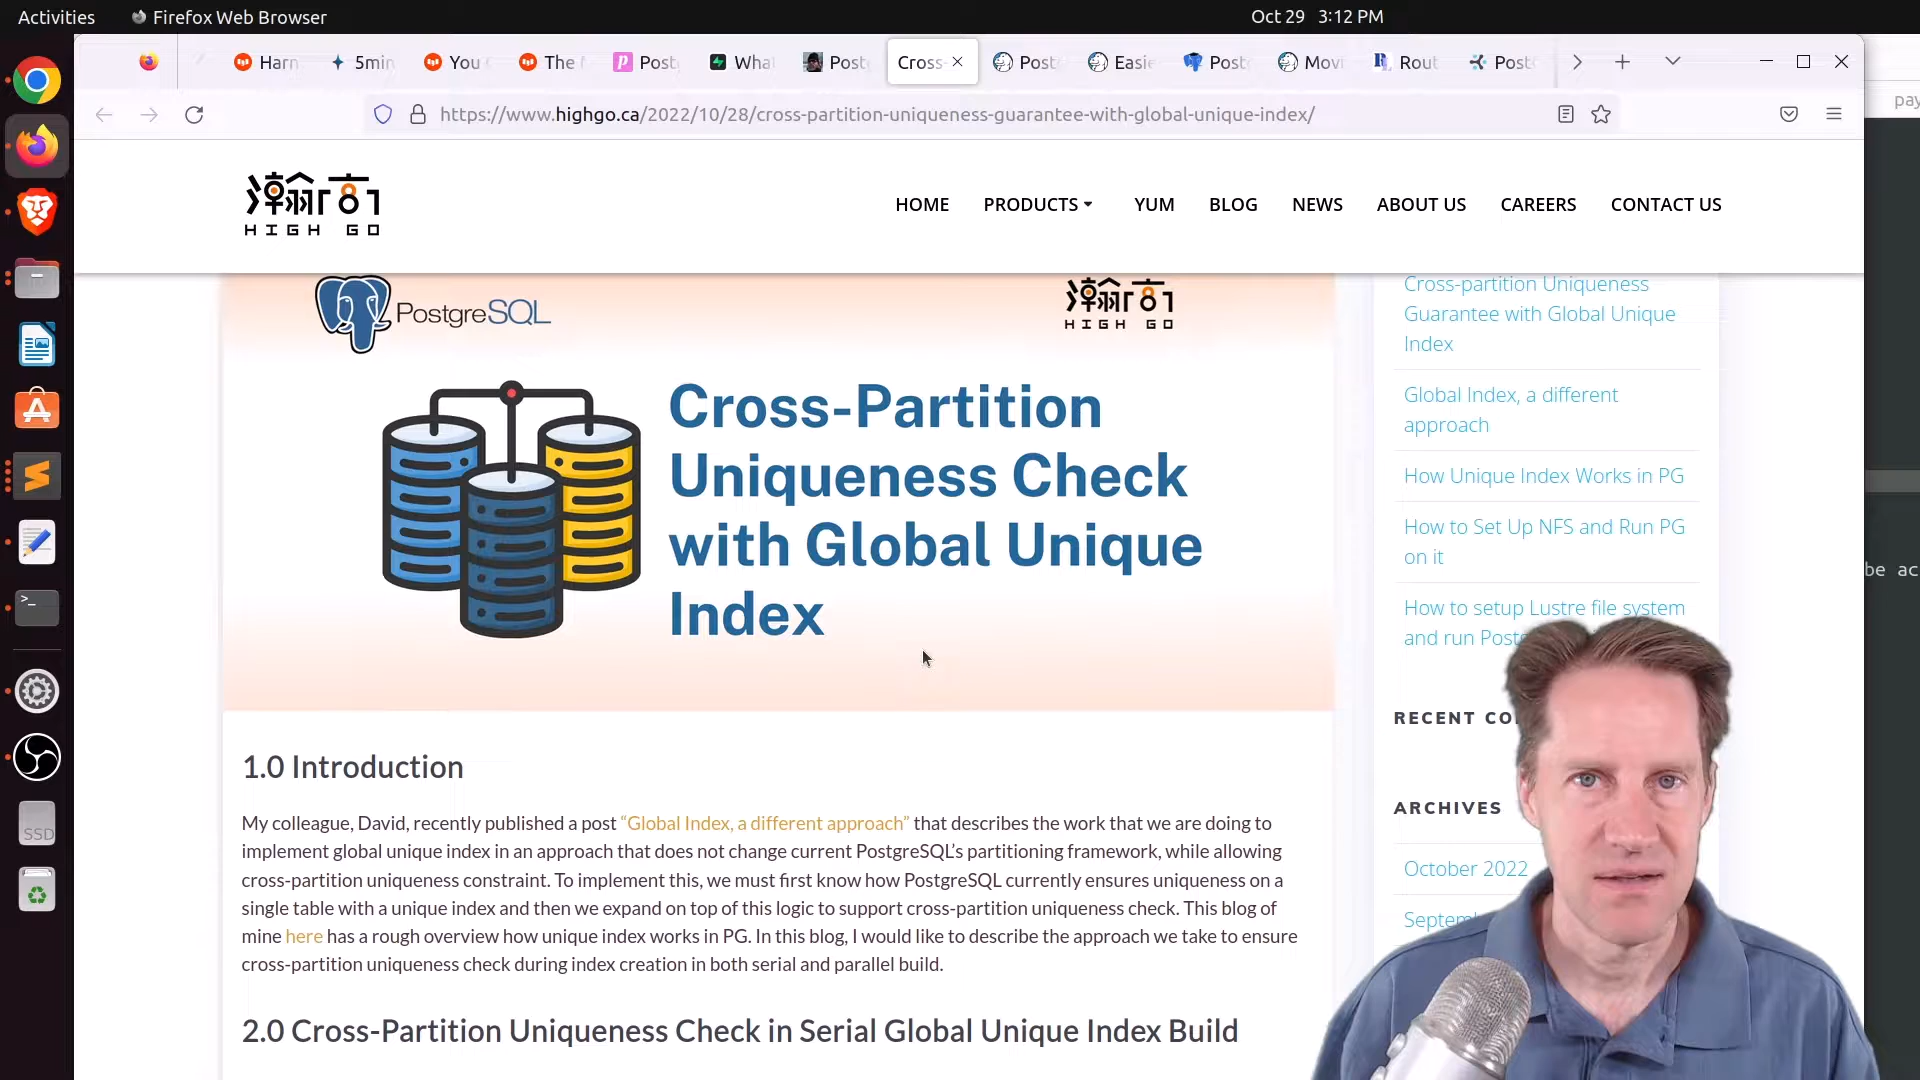 Activities
Firefox Web Browser
Oct 29 3:12 PM
Harn
5min
You
The
Post
What
Post
Cross-
Post
Easie
Post
Movi
Rout
Post
https://www.highgo.ca/2022/10/28/cross-partition-uniqueness-guarantee-with-global-unique-index/
pay
瀚高
HIGH GO
HOME
PRODUCTS
YUM
BLOG
NEWS
ABOUT US
CAREERS
CONTACT US
PostgreSQL
瀚高
HIGH GO
Cross-Partition
Uniqueness Check
with Global Unique
Index
Cross-partition Uniqueness
Guarantee with Global Unique
Index
Global Index, a different
approach
How Unique Index Works in PG
How to Set Up NFS and Run PG
on it
How to setup Lustre file system
and run Post
be ac
RECENT CO
ARCHIVES
October 2022
Septem
1.0 Introduction
My colleague, David, recently published a post “Global Index, a different approach” that describes the work that we are doing to
implement global unique index in an approach that does not change current PostgreSQL’s partitioning framework, while allowing
cross-partition uniqueness constraint. To implement this, we must first know how PostgreSQL currently ensures uniqueness on a
single table with a unique index and then we expand on top of this logic to support cross-partition uniqueness check. This blog of
mine here has a rough overview how unique index works in PG. In this blog, I would like to describe the approach we take to ensure
cross-partition uniqueness check during index creation in both serial and parallel build.
2.0 Cross-Partition Uniqueness Check in Serial Global Unique Index Build
SSD